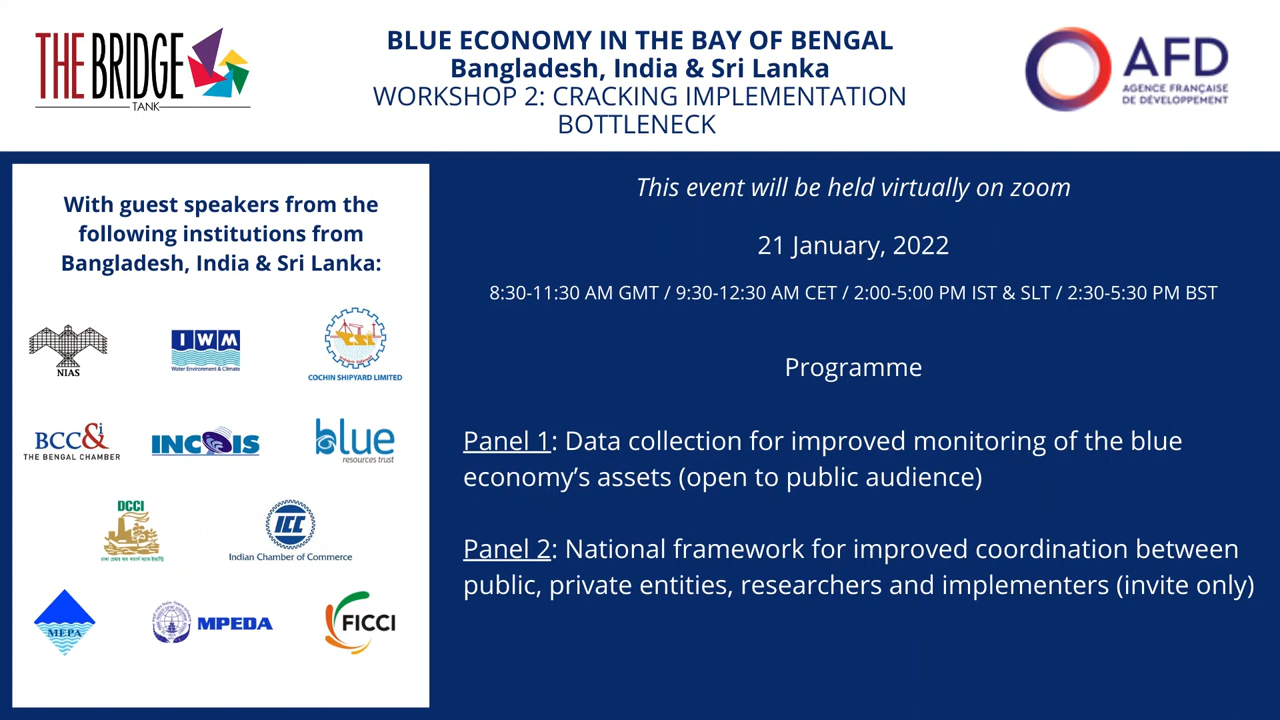 THE BRIDGE
TANK
BLUE ECONOMY IN THE BAY OF BENGAL
Bangladesh, India & Sri Lanka
WORKSHOP 2: CRACKING IMPLEMENTATION
BOTTLENECK
AFD
AGENCE FRANÇAISE
DE DÉVELOPPEMENT
With guest speakers from the
following institutions from
Bangladesh, India & Sri Lanka:
NIAS
IWM
Water Environment & Climate
COCHIN SHIPYARD LIMITED
BCC&i
THE BENGAL CHAMBER
INCOIS
blue
resources trust
DCCI
ICC
Indian Chamber of Commerce
MEPA
MPEDA
FICCI
This event will be held virtually on zoom
21 January, 2022
8:30-11:30 AM GMT / 9:30-12:30 AM CET / 2:00-5:00 PM IST & SLT / 2:30-5:30 PM BST
Programme
Panel 1: Data collection for improved monitoring of the blue
economy’s assets (open to public audience)
Panel 2: National framework for improved coordination between
public, private entities, researchers and implementers (invite only)